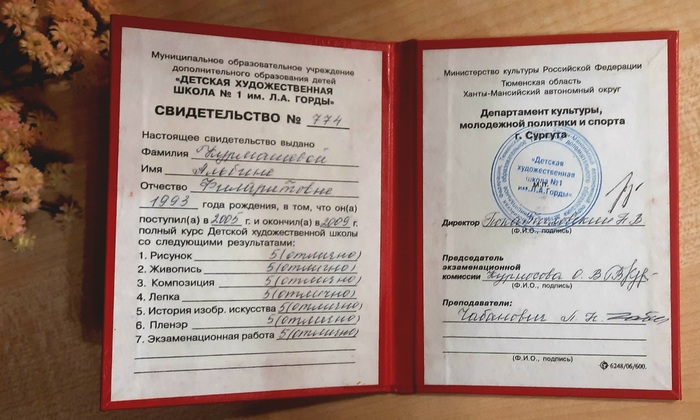 Муниципальное образовательное учреждение
дополнительного образования детей
«ДЕТСКАЯ ХУДОЖЕСТВЕННАЯ
ШКОЛА № 1 ИМ. Л.А. ГОРДЫ»
СВИДЕТЕЛЬСТВО № 774
Настоящее свидетельство выдано
Фамилия Нурмашевой
Имя Альбине
Отчество Филаритовне
1993 года рождения, в том, что он(а)
поступил(а) в 2005 г. и окончил(а) в 2009 г.
полный курс Детской художественной школы
со следующими результатами:
1. Рисунок 5(отлично)
2. Живопись 5(отлично)
3. Композиция 5(отлично)
4. Лепка 5(отлично)
5. История изобр. искусства 5(отлично)
6. Пленэр 5(отлично)
7. Экзаменационная работа 5(отлично)
Министерство культуры Российской Федерации
Тюменская область
Ханты-Мансийский автономный округ
Департамент культуры,
молодежной политики и спорта
г. Сургута
«Детская
художественная
школа №1
им. Л.А.Горды»
М.П.
Директор
(Ф.И.О., подпись)
Председатель
экзаменационной
комиссии О. В.
(Ф.И.О., подпись)
Преподаватели:
Чабанович Л. Н.
(Ф.И.О., подпись)
6248/06/600.